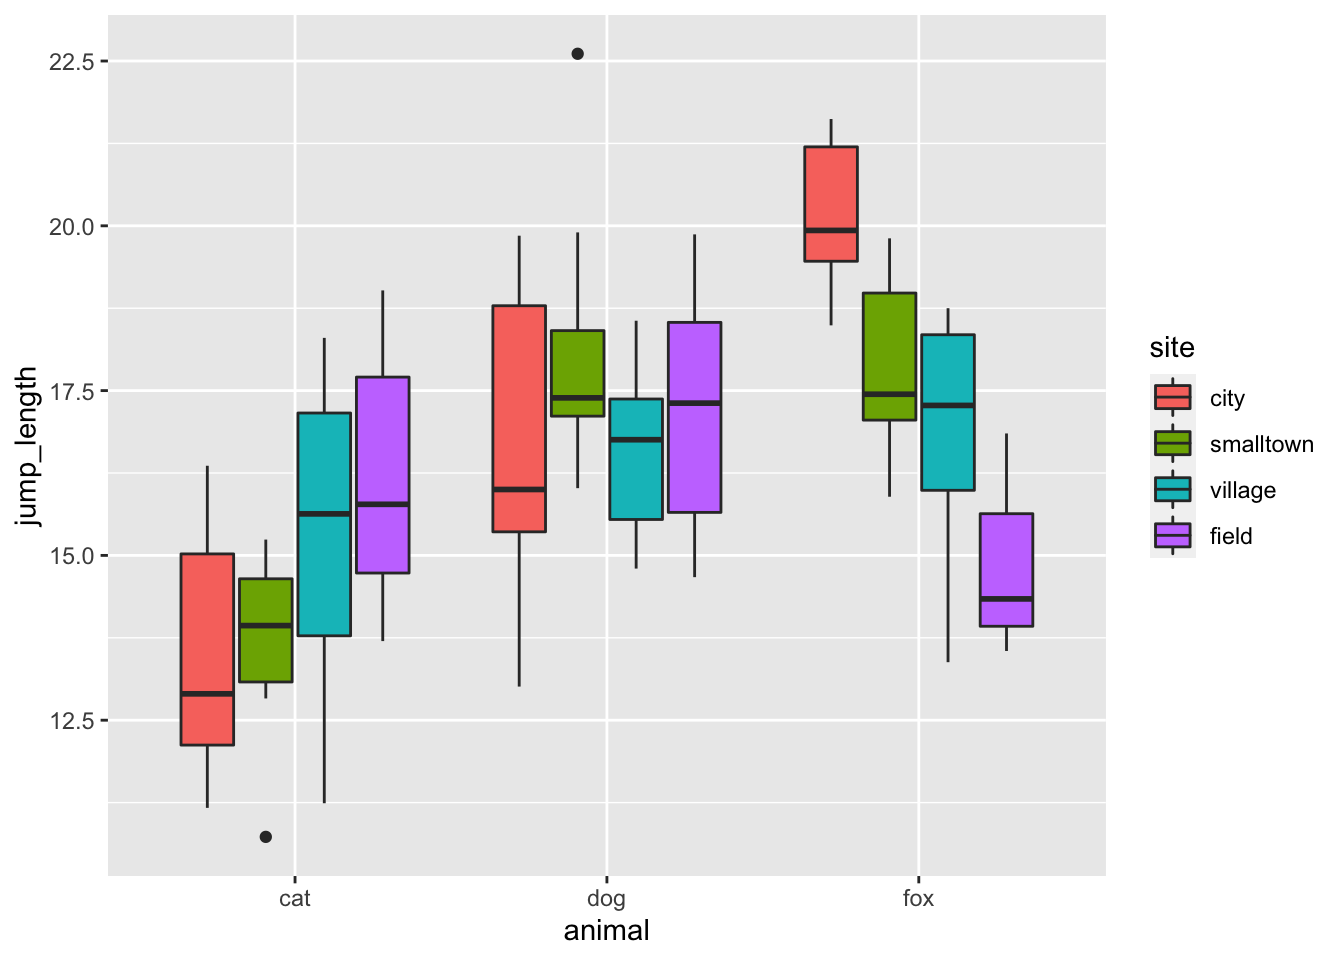 jump_length
22.5
20.0
17.5
15.0
12.5
cat dog fox
animal
site
city
smalltown
village
field